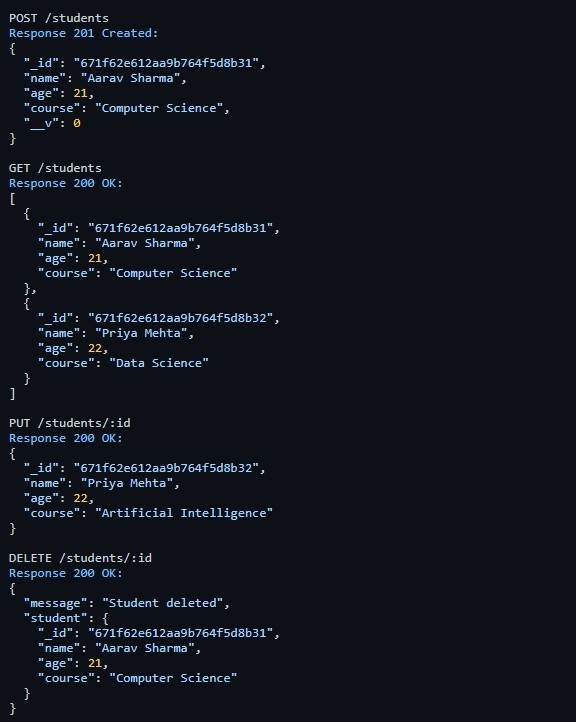 POST /students
Response 201 Created:
{
  "_id": "671f62e612aa9b764f5d8b31",
  "name": "Aarav Sharma",
  "age": 21,
  "course": "Computer Science",
  "__v": 0
}

GET /students
Response 200 OK:
[
  {
    "_id": "671f62e612aa9b764f5d8b31",
    "name": "Aarav Sharma",
    "age": 21,
    "course": "Computer Science"
  },
  {
    "_id": "671f62e612aa9b764f5d8b32",
    "name": "Priya Mehta",
    "age": 22,
    "course": "Data Science"
  }
]

PUT /students/:id
Response 200 OK:
{
  "_id": "671f62e612aa9b764f5d8b32",
  "name": "Priya Mehta",
  "age": 22,
  "course": "Artificial Intelligence"
}

DELETE /students/:id
Response 200 OK:
{
  "message": "Student deleted",
  "student": {
    "_id": "671f62e612aa9b764f5d8b31",
    "name": "Aarav Sharma",
    "age": 21,
    "course": "Computer Science"
  }
}